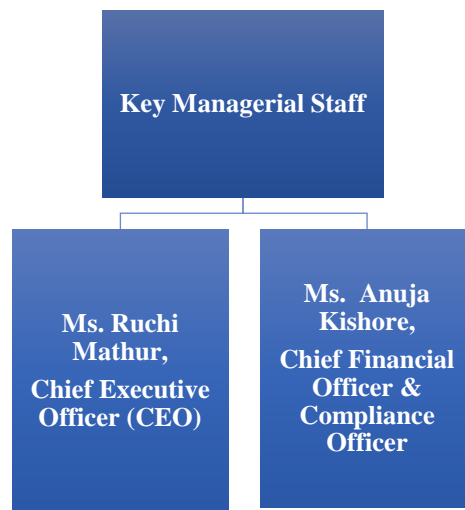 Key Managerial Staff
Ms. Ruchi
Mathur,
Chief Executive
Officer (CEO)
Ms. Anuja
Kishore,
Chief Financial
Officer &
Compliance
Officer